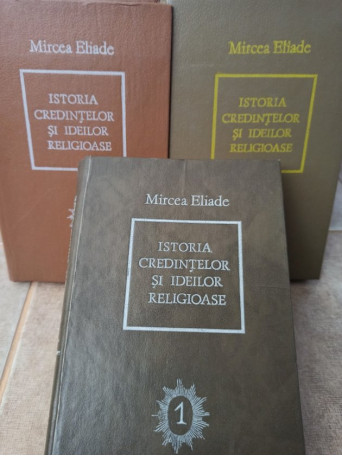 Mircea Eliade
ISTORIA
CREDINȚELOR
ȘI IDEILOR
RELIGIOASE
Mircea Eliade
ISTORIA
CREDINȚELOR
ȘI IDEILOR
RELIGIOASE
Mircea Eliade
ISTORIA
CREDINȚELOR
ȘI IDEILOR
RELIGIOASE
1